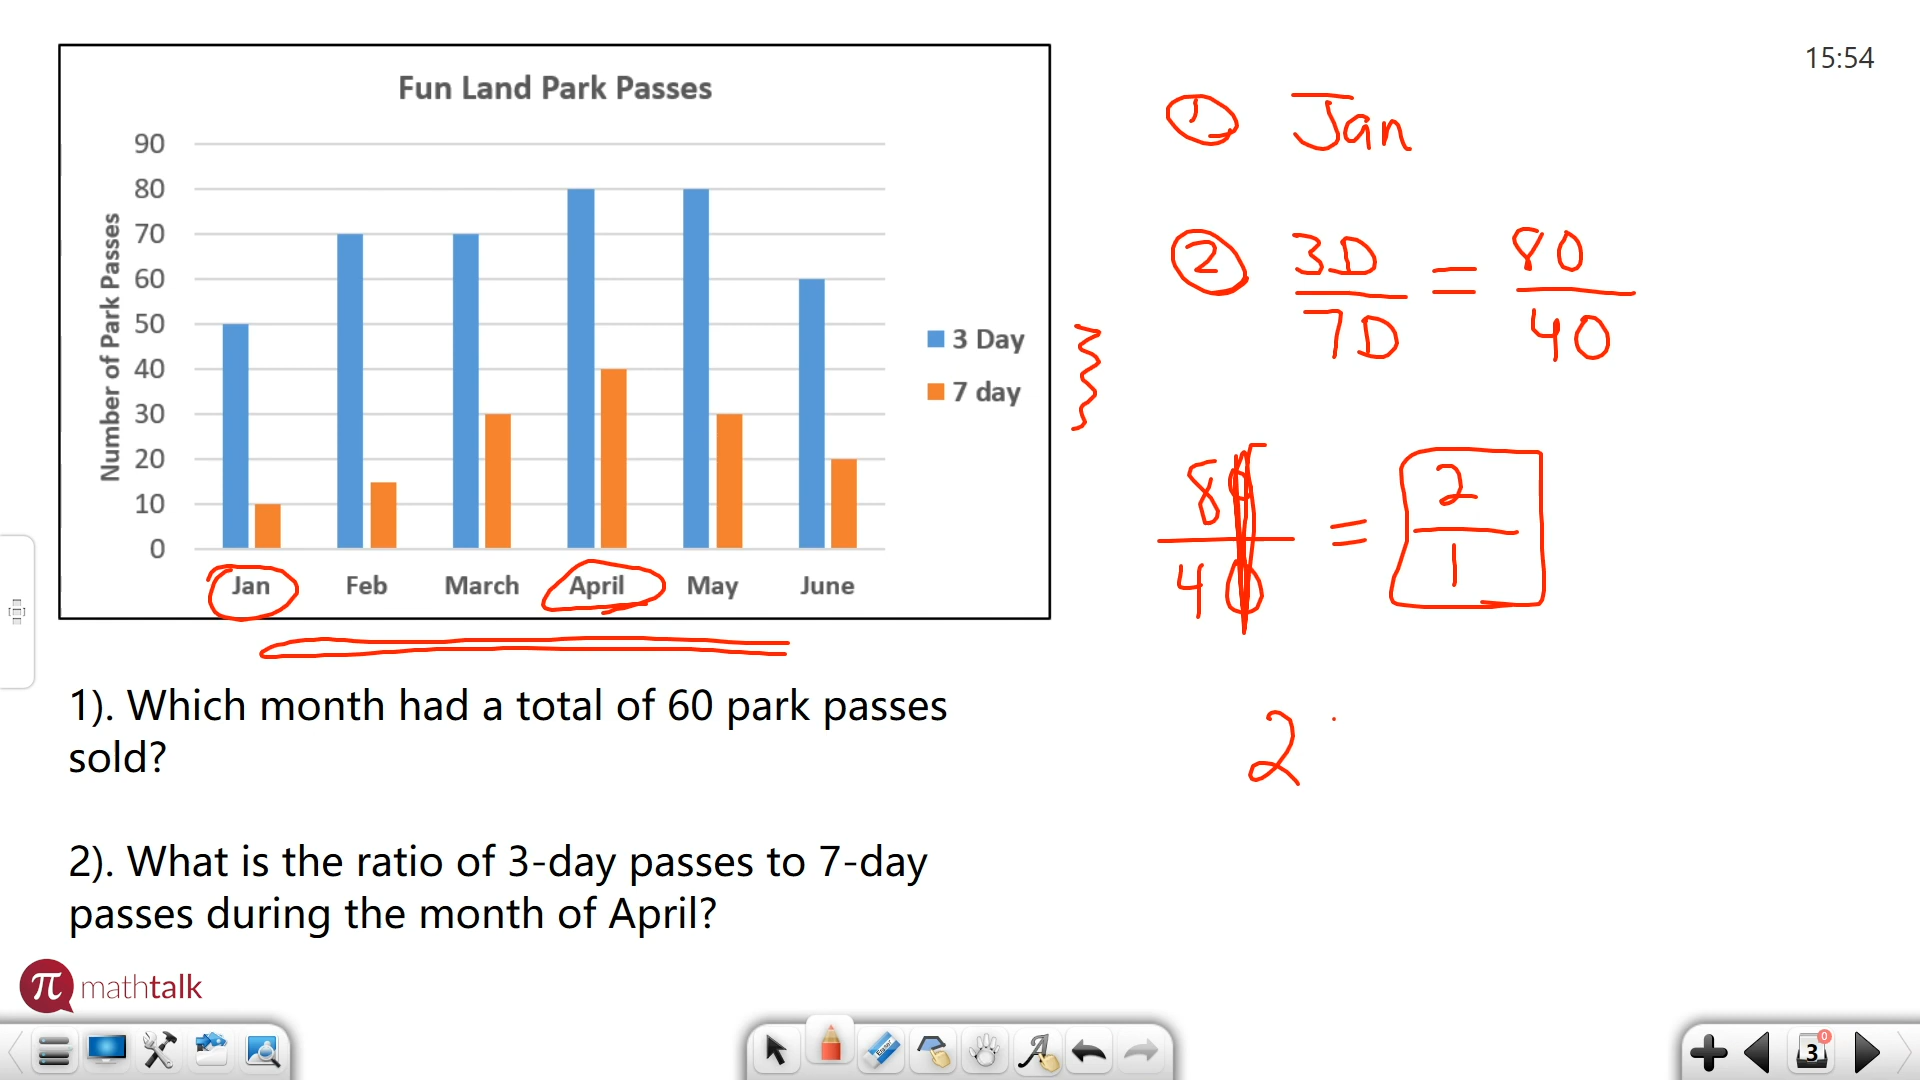 15:54
Fun Land Park Passes
90
80
70
60
50
40
30
20
10
0
Number of Park Passes
Jan Feb March April May June
3 Day
7 day
1). Which month had a total of 60 park passes
sold?
2). What is the ratio of 3-day passes to 7-day
passes during the month of April?
1 Jan
2 3D/7D = 80/40
80/40 = 2/1
2
π mathtalk
Eraser
A
3
0